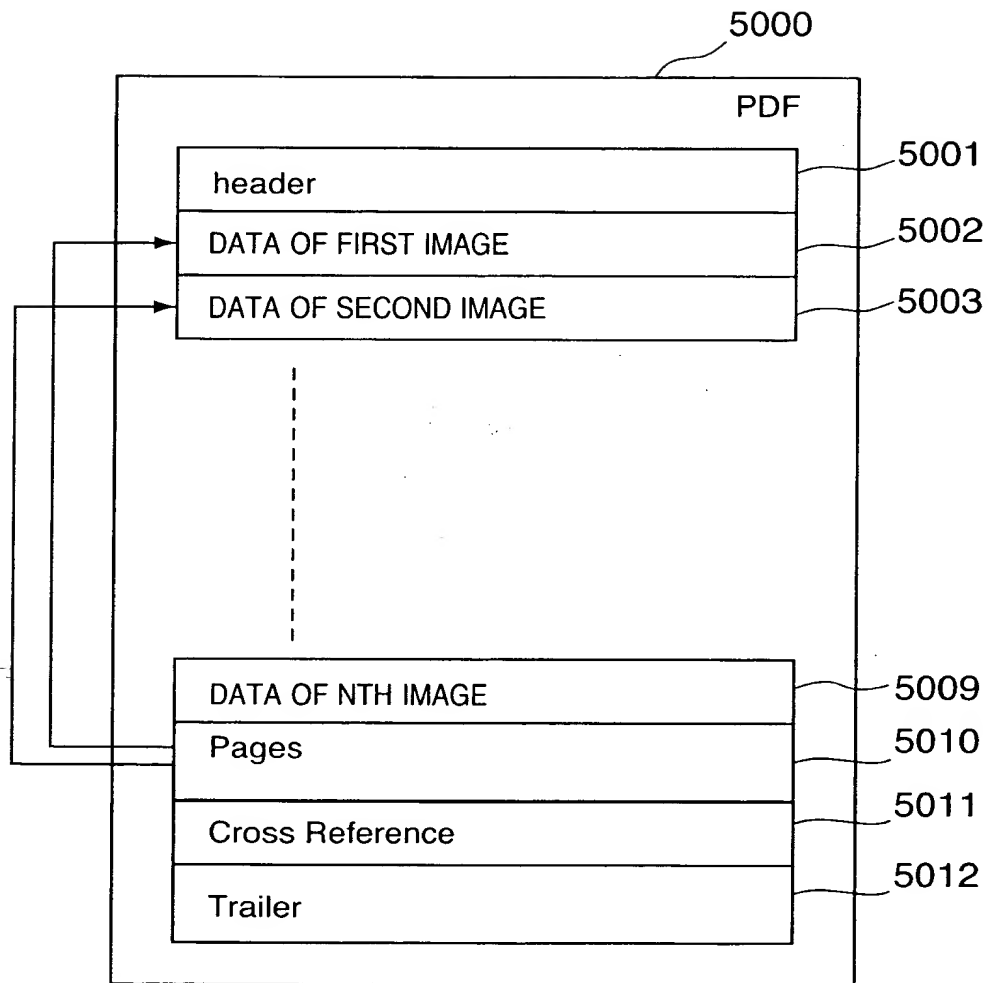 5000
PDF
header
5001
DATA OF FIRST IMAGE
5002
DATA OF SECOND IMAGE
5003
DATA OF NTH IMAGE
5009
Pages
5010
Cross Reference
5011
Trailer
5012